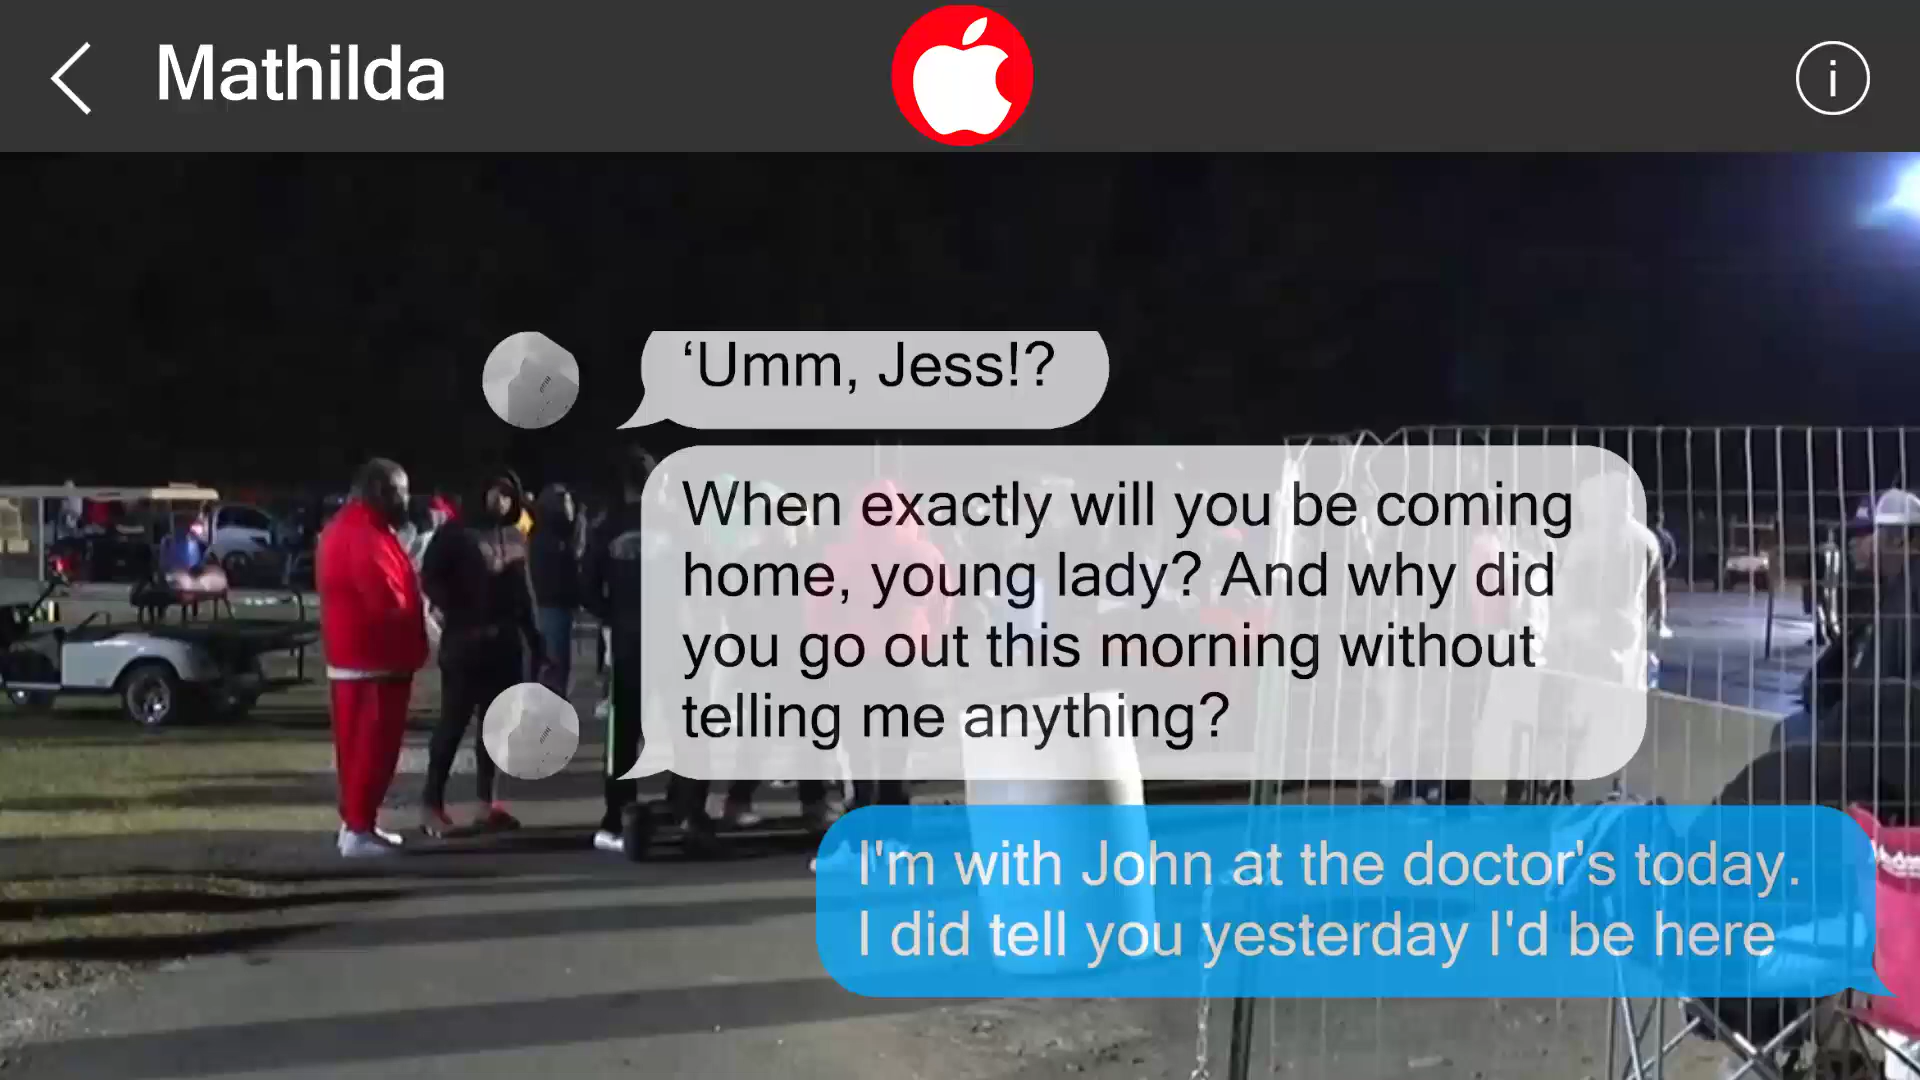 Mathilda
‘Umm, Jess!?
When exactly will you be coming
home, young lady? And why did
you go out this morning without
telling me anything?
I'm with John at the doctor's today.
I did tell you yesterday I'd be here